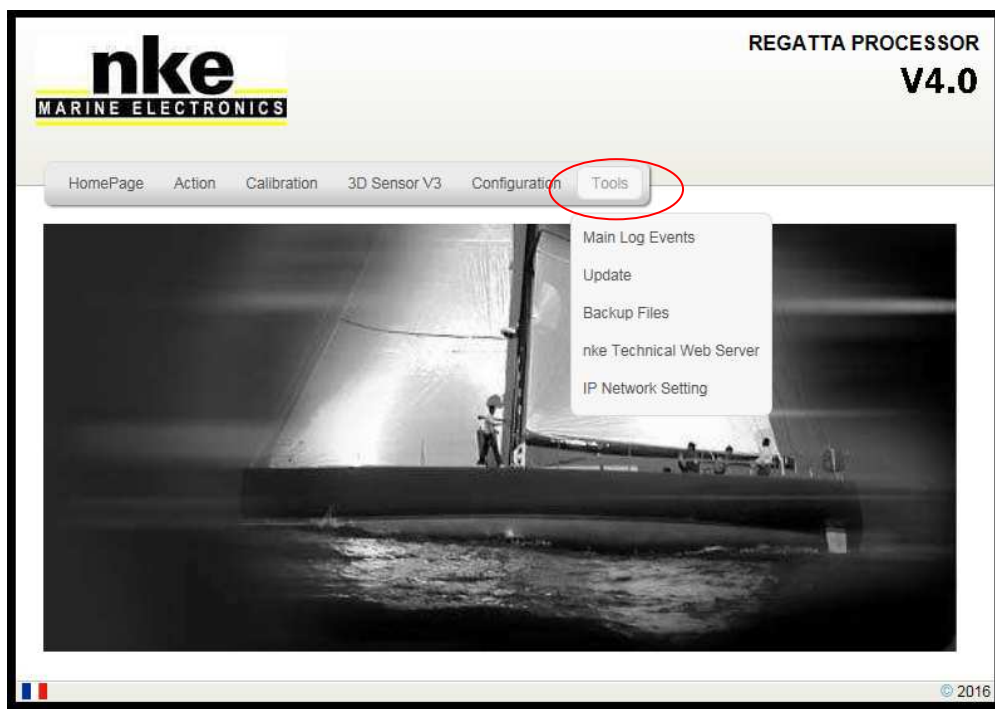 nke
MARINE ELECTRONICS
REGATTA PROCESSOR
V4.0
HomePage Action Calibration 3D Sensor V3 Configuration Tools
Main Log Events
Update
Backup Files
nke Technical Web Server
IP Network Setting
© 2016